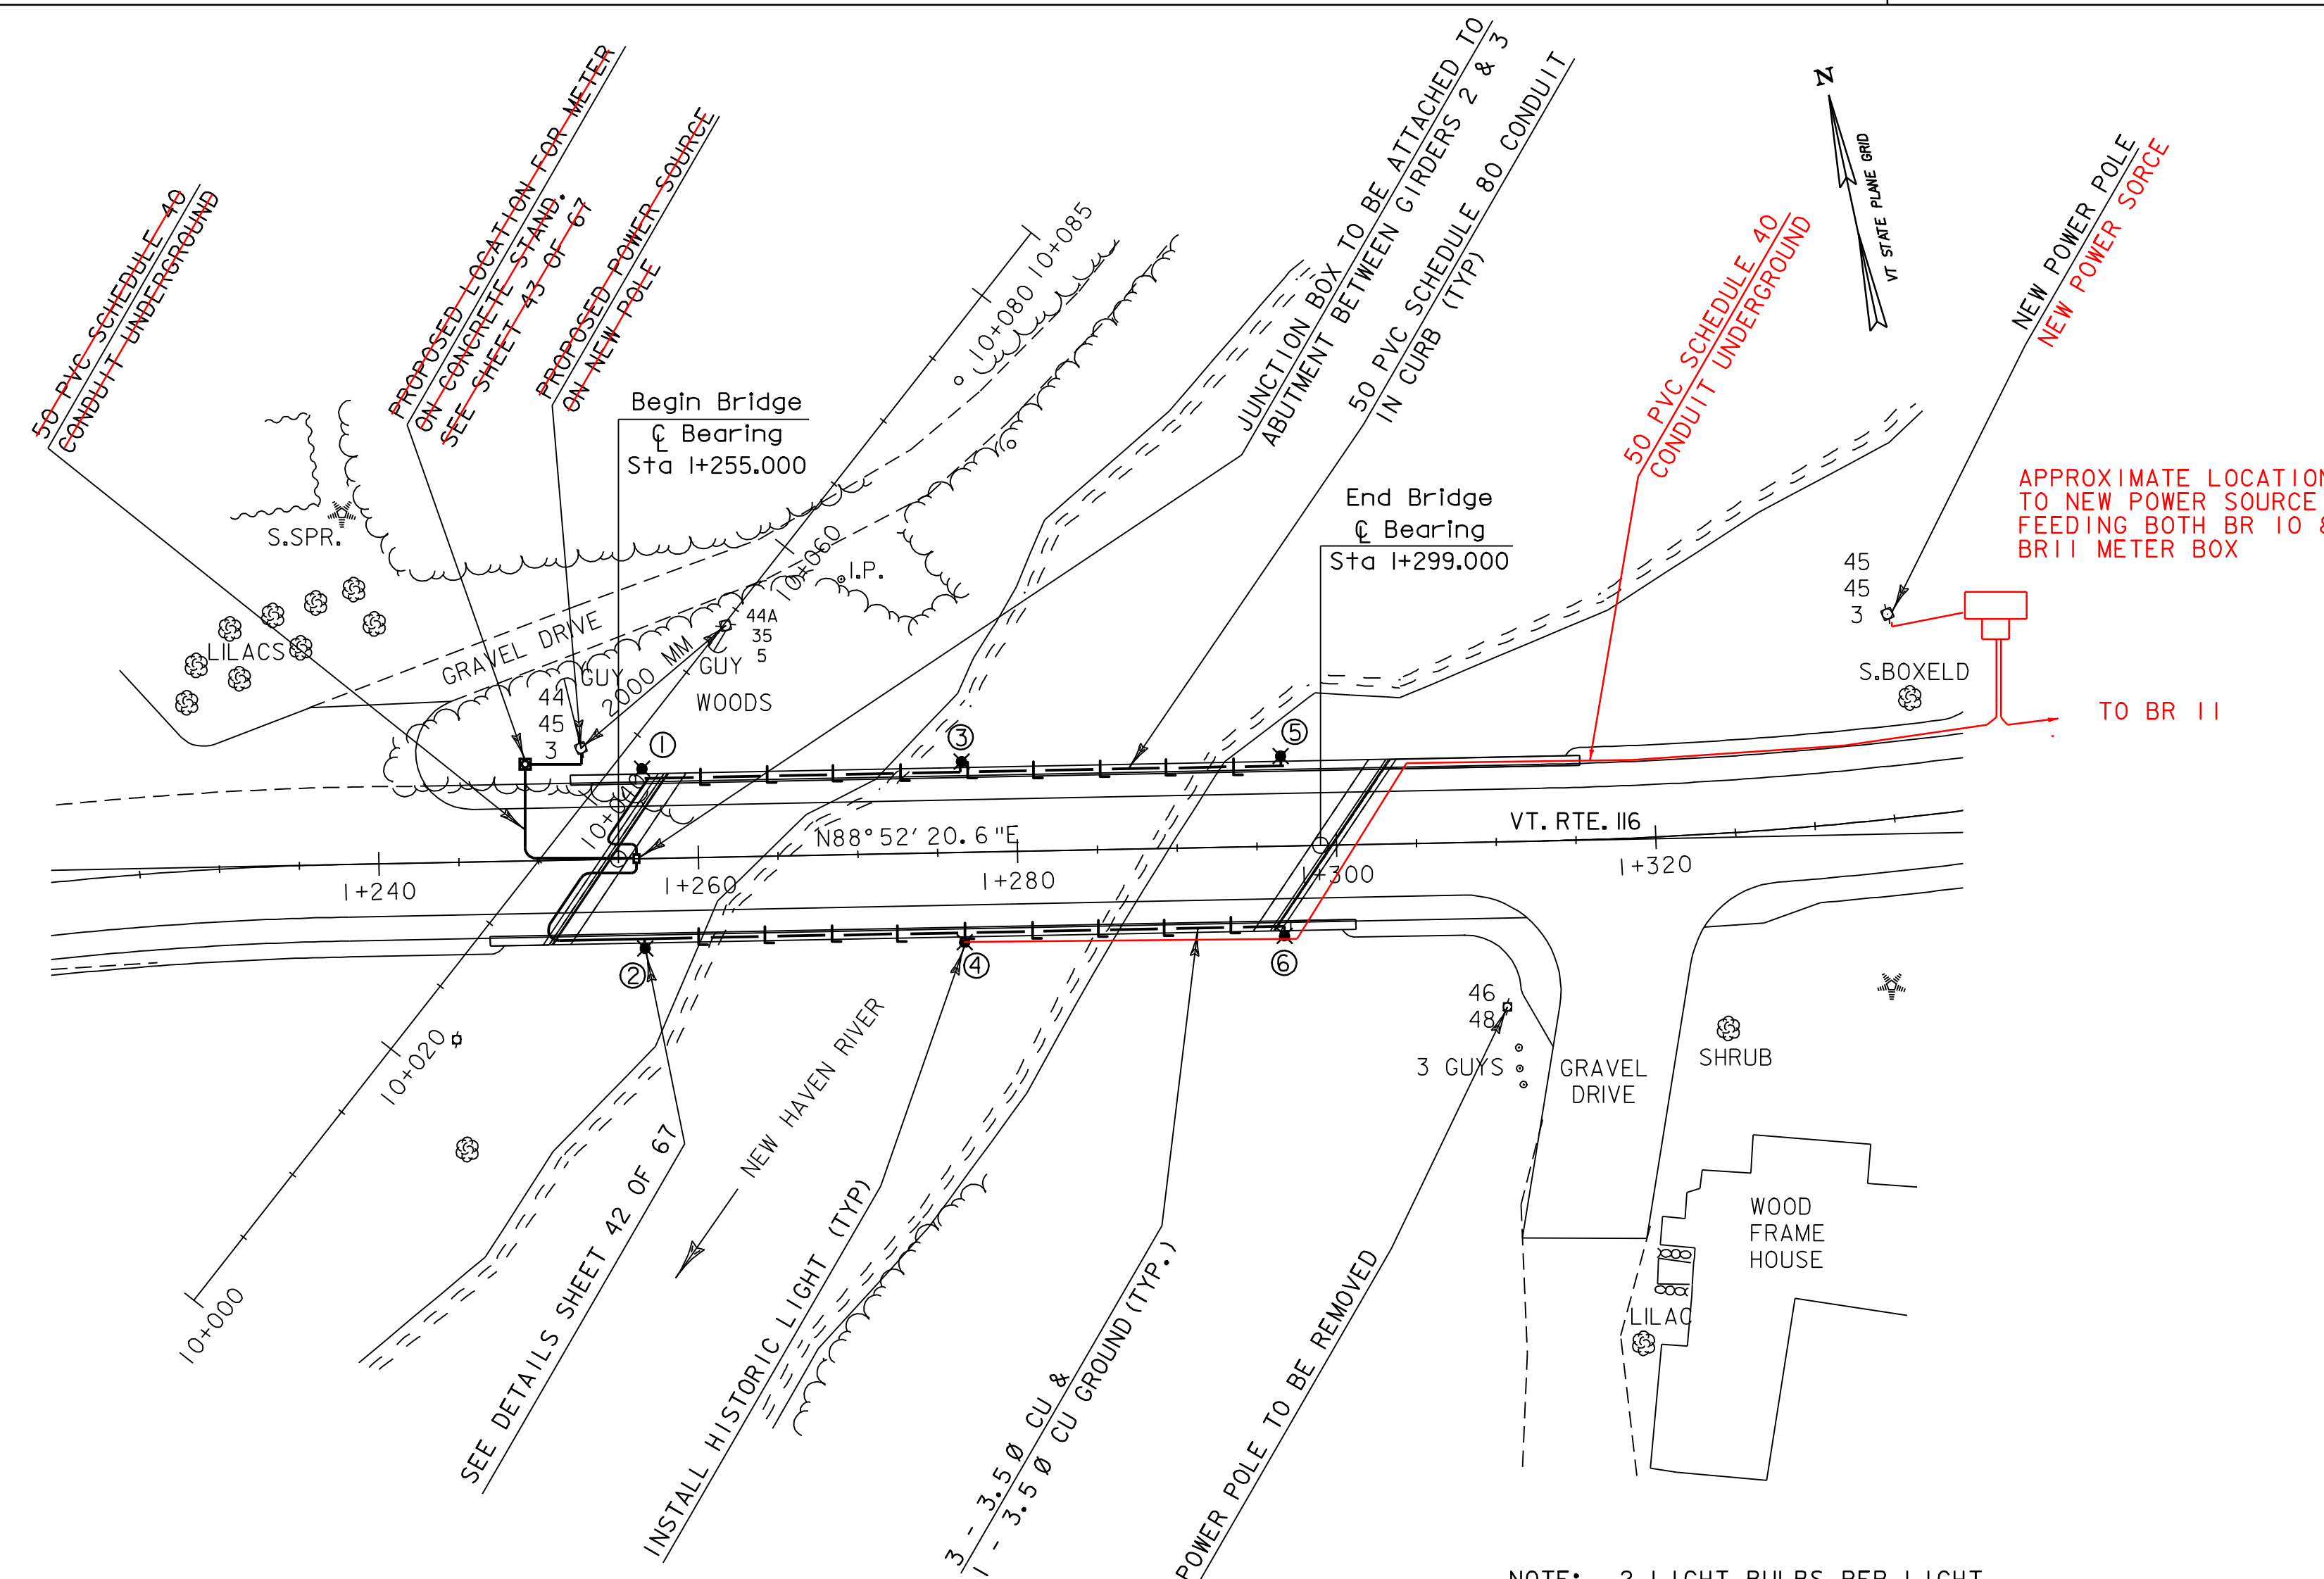 50 PVC SCHEDULE 40
CONDUIT UNDERGROUND
PROPOSED LOCATION FOR METER
ON CONCRETE STAND.
SEE SHEET 43 OF 67
PROPOSED POWER SOURCE
ON NEW POLE
JUNCTION BOX TO BE ATTACHED TO
ABUTMENT BETWEEN GIRDERS 2 & 3
50 PVC SCHEDULE 80 CONDUIT
IN CURB (TYP)
50 PVC SCHEDULE 40
CONDUIT UNDERGROUND
N
VT STATE PLANE GRID
NEW POWER POLE
NEW POWER SORCE
APPROXIMATE LOCATION
TO NEW POWER SOURCE
FEEDING BOTH BR 10 &
BR11 METER BOX
TO BR 11
Begin Bridge
℄ Bearing
Sta 1+255.000
End Bridge
℄ Bearing
Sta 1+299.000
10+085
10+080
10+060
10+040
10+020
10+000
S.SPR.
LILACS
GRAVEL DRIVE
I.P.
44A
35
5
GUY
GUY
2000 MM
WOODS
44
45
3
45
45
3
S.BOXELD
1
3
5
N88°52'20.6"E
VT. RTE. 116
1+240
1+260
1+280
1+300
1+320
2
4
6
46
48
3 GUYS
GRAVEL
DRIVE
SHRUB
WOOD
FRAME
HOUSE
LILAC
NEW HAVEN RIVER
SEE DETAILS SHEET 42 OF 67
INSTALL HISTORIC LIGHT (TYP)
3 - 3.5 Ø CU &
1 - 3.5 Ø CU GROUND (TYP.)
POWER POLE TO BE REMOVED
NOTE: 2 LIGHT BULBS PER LIGHT